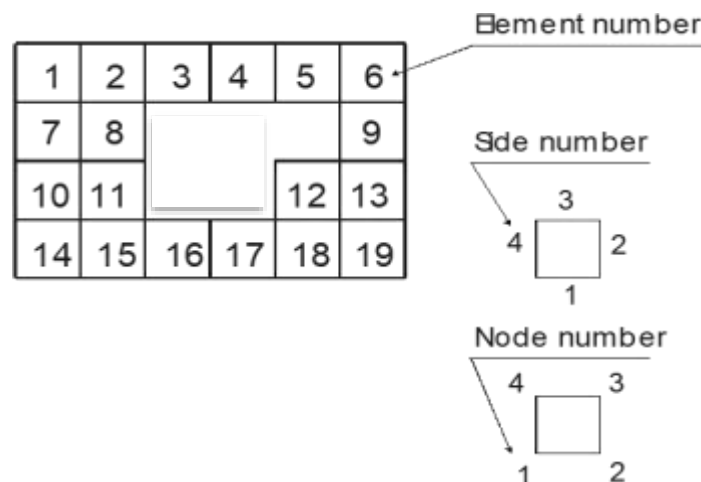 Element number
1 2 3 4 5 6
7 8 9
10 11 12 13
14 15 16 17 18 19
Side number
3
4 2
1
Node number
4 3
1 2